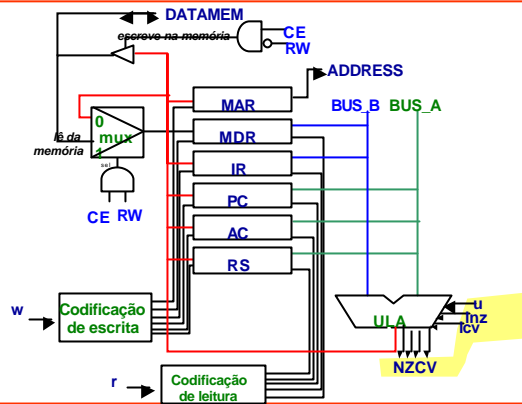 DATAMEM
escreve na memória
CE
RW
ADDRESS
BUS_B BUS_A
MAR
0
mux
1
lê da
memória
MDR
sel
IR
CE RW
PC
AC
RS
w
Codificação
de escrita
u
lnz
lcv
ULA
NZCV
r
Codificação
de leitura